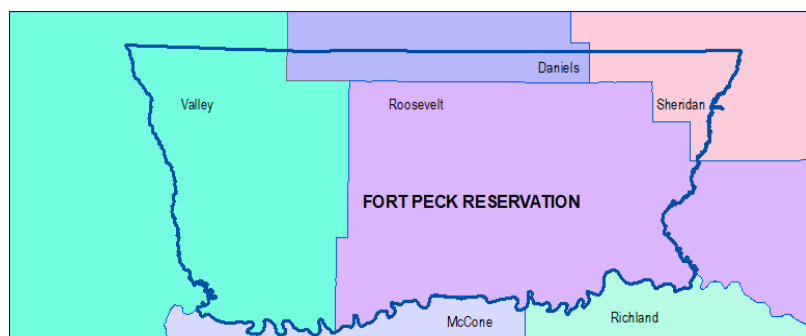 Daniels
Valley
Roosevelt
Sheridan
FORT PECK RESERVATION
McCone
Richland